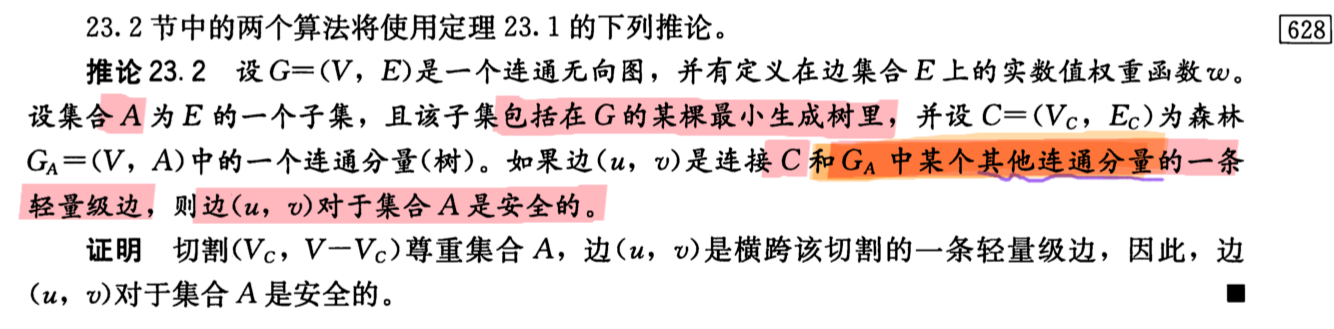 23.2 节中的两个算法将使用定理 23.1 的下列推论。 628
推论 23.2 设 G=(V, E)是一个连通无向图，并有定义在边集合 E 上的实数值权重函数 w。
设集合 A 为 E 的一个子集，且该子集包括在 G 的某棵最小生成树里，并设 C=(V_C, E_C)为森林
G_A=(V, A)中的一个连通分量(树)。如果边(u, v)是连接 C 和 G_A 中某个其他连通分量的一条
轻量级边，则边(u, v)对于集合 A 是安全的。
证明 切割(V_C, V−V_C)尊重集合 A，边(u, v)是横跨该切割的一条轻量级边，因此，边
(u, v)对于集合 A 是安全的。 ■